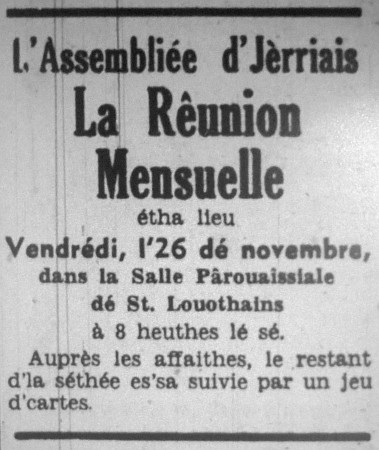 L'Assembliée d'Jèrriais
La Rêunion
Mensuelle
étha lieu
Vendrédi, l'26 dé novembre,
dans la Salle Pârouaîssiale
dé St. Louothains
à 8 heuthes lé sé.
Auprès les affaithes, le restant
d'la séthée es'sa suivie par un jeu
d'cartes.